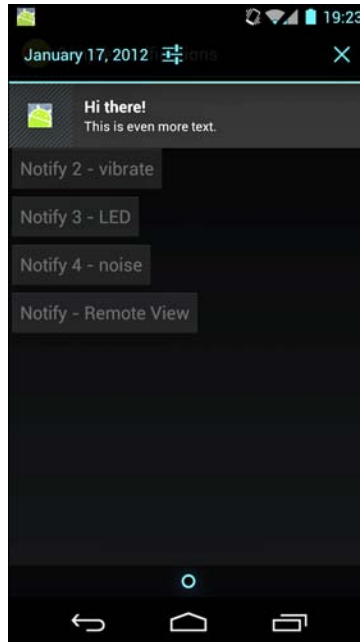 19:23
January 17, 2012
Hi there!
This is even more text.
Notify 2 - vibrate
Notify 3 - LED
Notify 4 - noise
Notify - Remote View